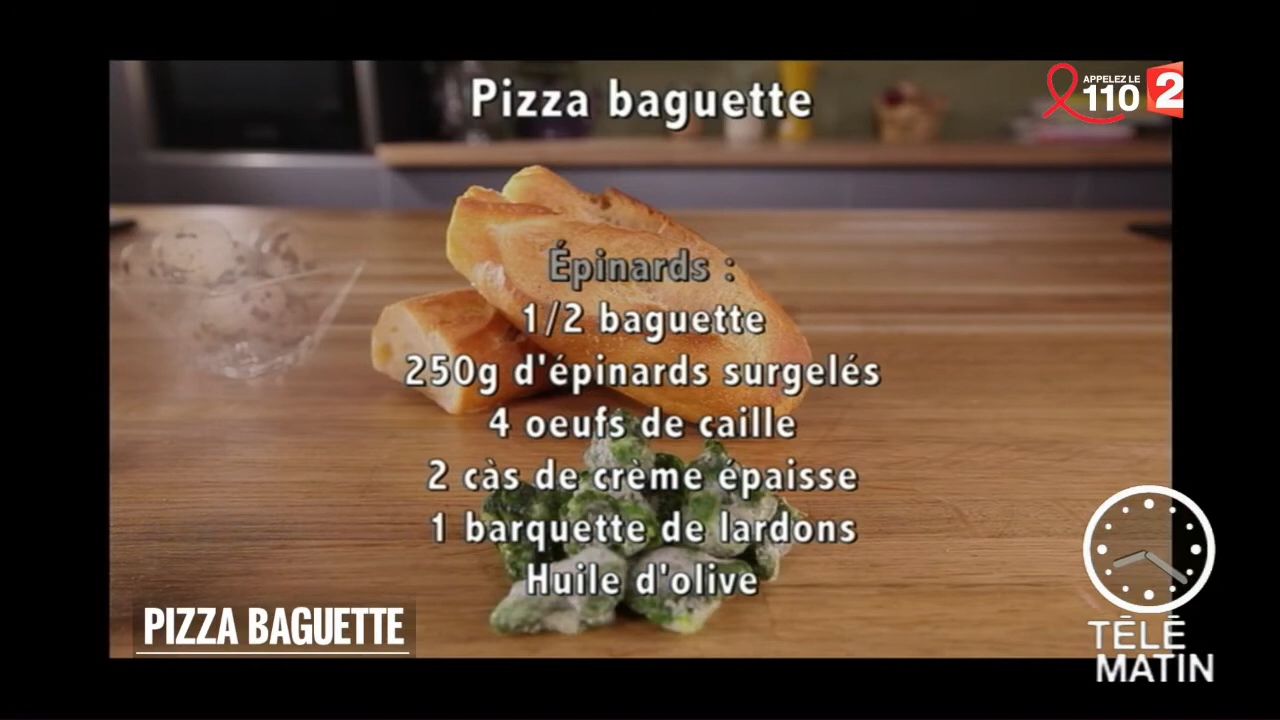 Pizza baguette
APPELEZ LE
110
2
Épinards :
1/2 baguette
250g d'épinards surgelés
4 oeufs de caille
2 càs de crème épaisse
1 barquette de lardons
Huile d'olive
PIZZA BAGUETTE
TÉLÉ
MATIN